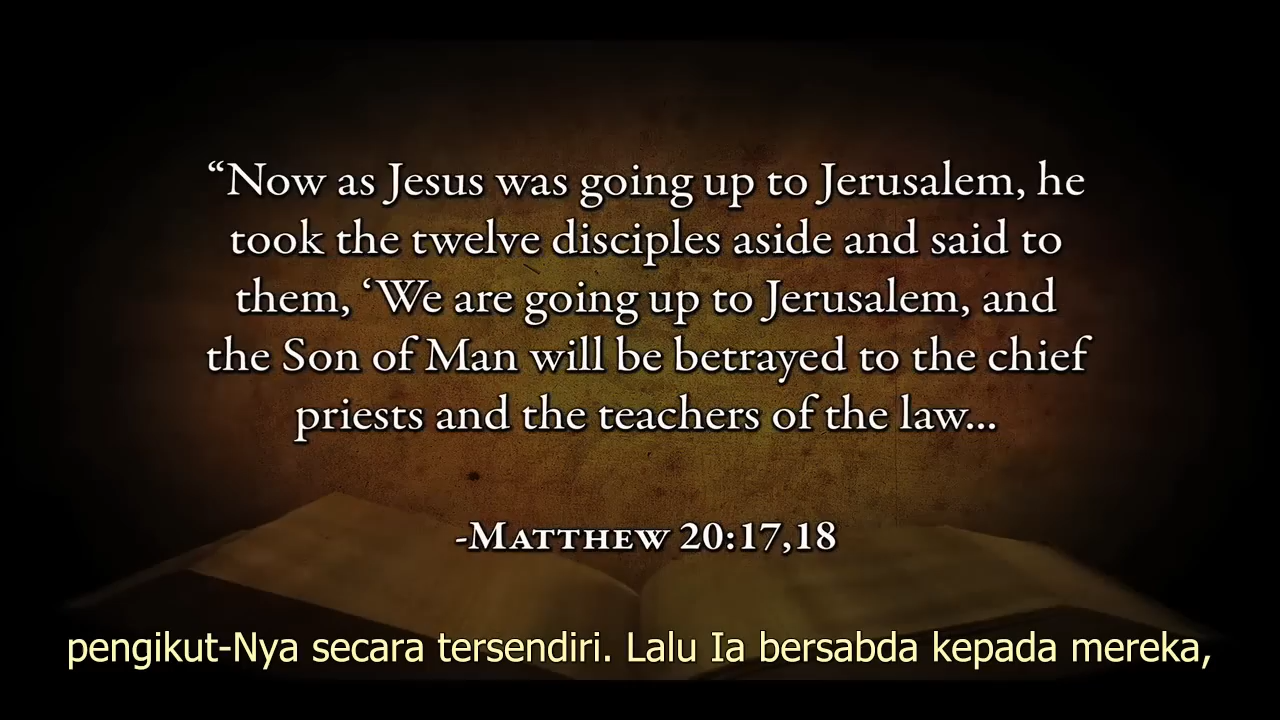 “Now as Jesus was going up to Jerusalem, he
took the twelve disciples aside and said to
them, ‘We are going up to Jerusalem, and
the Son of Man will be betrayed to the chief
priests and the teachers of the law...
-Matthew 20:17,18
pengikut-Nya secara tersendiri. Lalu Ia bersabda kepada mereka,